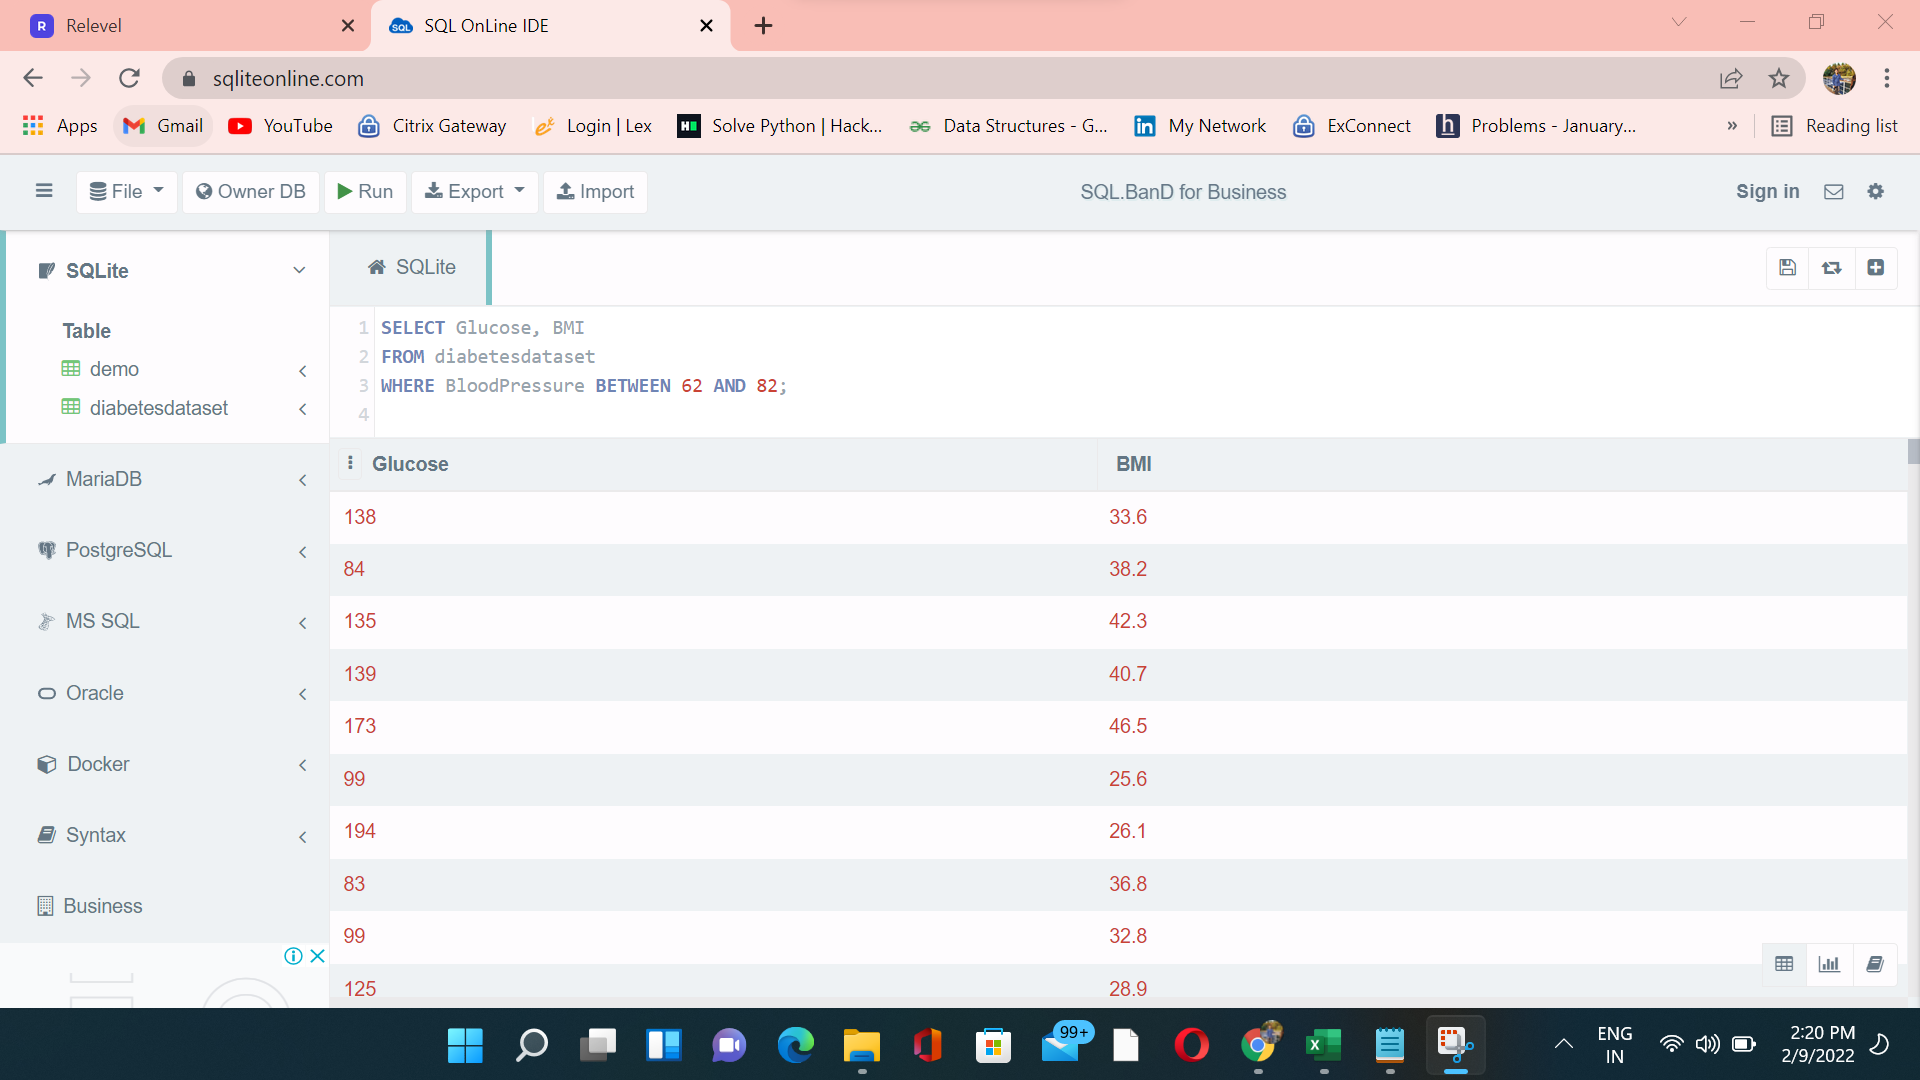 Relevel
SQL OnLine IDE
sqliteonline.com
Apps Gmail YouTube Citrix Gateway Login | Lex Solve Python | Hack... Data Structures - G... My Network ExConnect Problems - January... » Reading list
File Owner DB Run Export Import SQL.BanD for Business Sign in
SQLite
Table
demo
diabetesdataset
MariaDB
PostgreSQL
MS SQL
Oracle
Docker
Syntax
Business
SQLite
1 SELECT Glucose, BMI
2 FROM diabetesdataset
3 WHERE BloodPressure BETWEEN 62 AND 82;
4
Glucose BMI
138 33.6
84 38.2
135 42.3
139 40.7
173 46.5
99 25.6
194 26.1
83 36.8
99 32.8
125 28.9
99+
ENG
IN
2:20 PM
2/9/2022